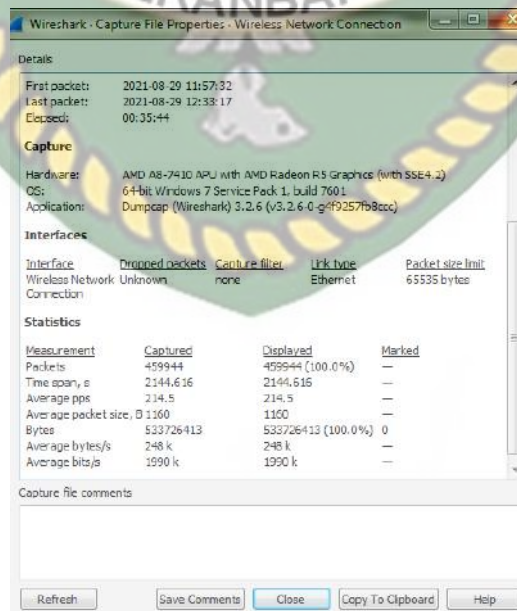 Wireshark · Capture File Properties · Wireless Network Connection
Details
First packet: 2021-08-29 11:57:32
Last packet: 2021-08-29 12:33:17
Elapsed: 00:35:44
Capture
Hardware: AMD A8-7410 APU with AMD Radeon R5 Graphics (with SSE4.2)
OS: 64-bit Windows 7 Service Pack 1, build 7601
Application: Dumpcap (Wireshark) 3.2.6 (v3.2.6-0-g4f9257fb8ccc)
Interfaces
Interface Dropped packets Capture filter Link type Packet size limit
Wireless Network Unknown none Ethernet 65535 bytes
Connection
Statistics
Measurement Captured Displayed Marked
Packets 459944 459944 (100.0%) —
Time span, s 2144.616 2144.616 —
Average pps 214.5 214.5 —
Average packet size, B 1160 1160 —
Bytes 533726413 533726413 (100.0%) 0
Average bytes/s 248 k 248 k —
Average bits/s 1990 k 1990 k —
Capture file comments
Refresh Save Comments Close Copy To Clipboard Help